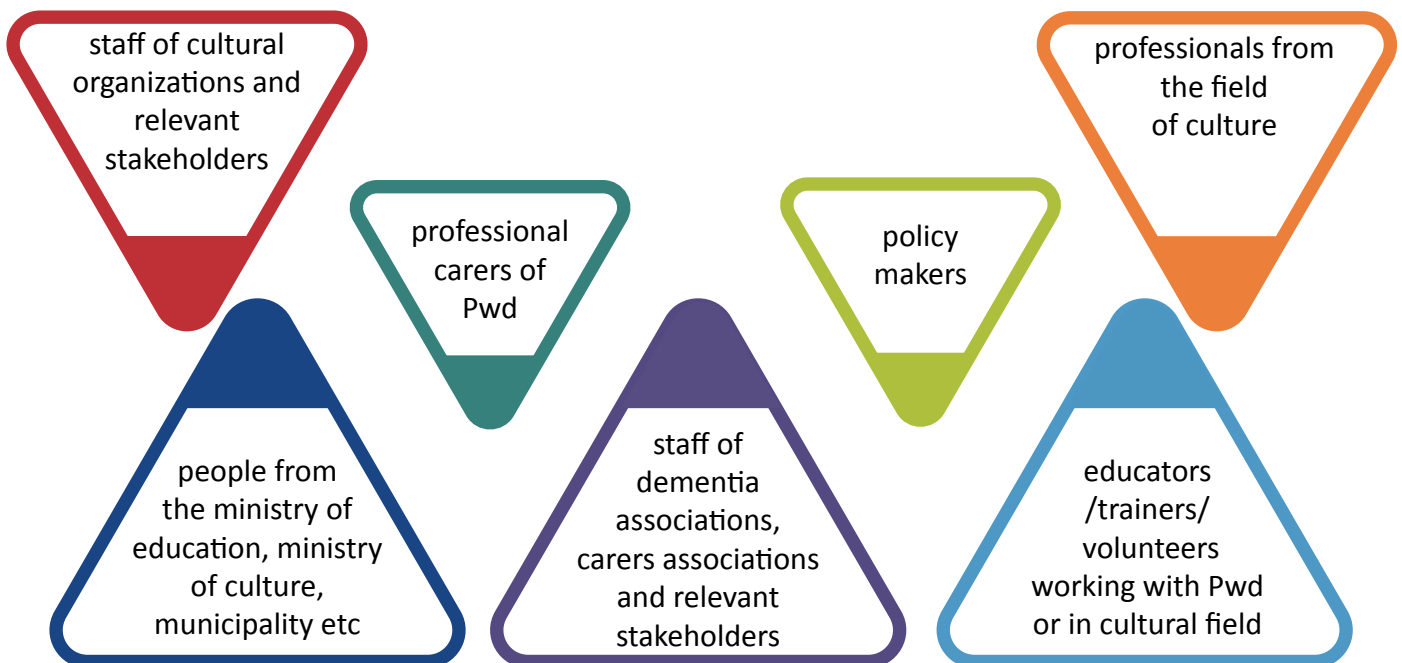 staff of cultural
organizations and
relevant
stakeholders
professionals from
the field
of culture
professional
carers of
Pwd
policy
makers
people from
the ministry of
education, ministry
of culture,
municipality etc
staff of
dementia
associations,
carers associations
and relevant
stakeholders
educators
/trainers/
volunteers
working with Pwd
or in cultural field